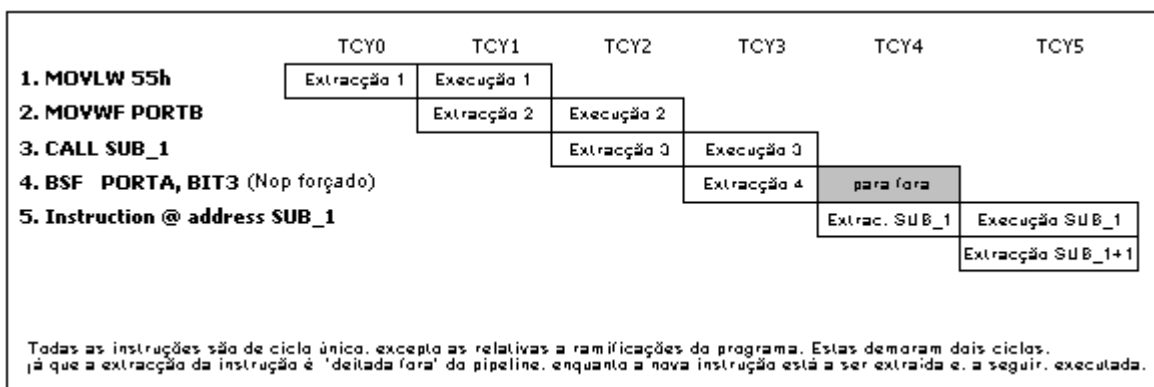 TCY0 TCY1 TCY2 TCY3 TCY4 TCY5
1. MOVLW 55h Extracção 1 Execução 1
2. MOVWF PORTB Extracção 2 Execução 2
3. CALL SUB_1 Extracção 3 Execução 3
4. BSF PORTA, BIT3 (Nop forçado) Extracção 4 para fora
5. Instruction @ address SUB_1 Extrac. SUB_1 Execução SUB_1
Extracção SUB_1+1
Todas as instruções são de ciclo único, excepto as relativas a ramificações do programa. Estas demoram dois ciclos,
já que a extracção da instrução é 'deitada fora' do pipeline, enquanto a nova instrução está a ser extraída e, a seguir, executada.